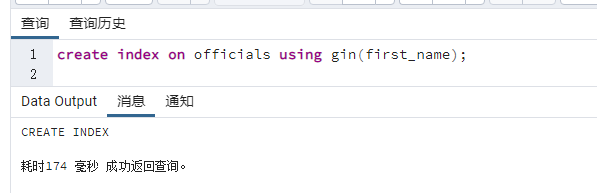 查询 查询历史
1 create index on officials using gin(first_name);
2
Data Output 消息 通知
CREATE INDEX
耗时174 毫秒 成功返回查询。